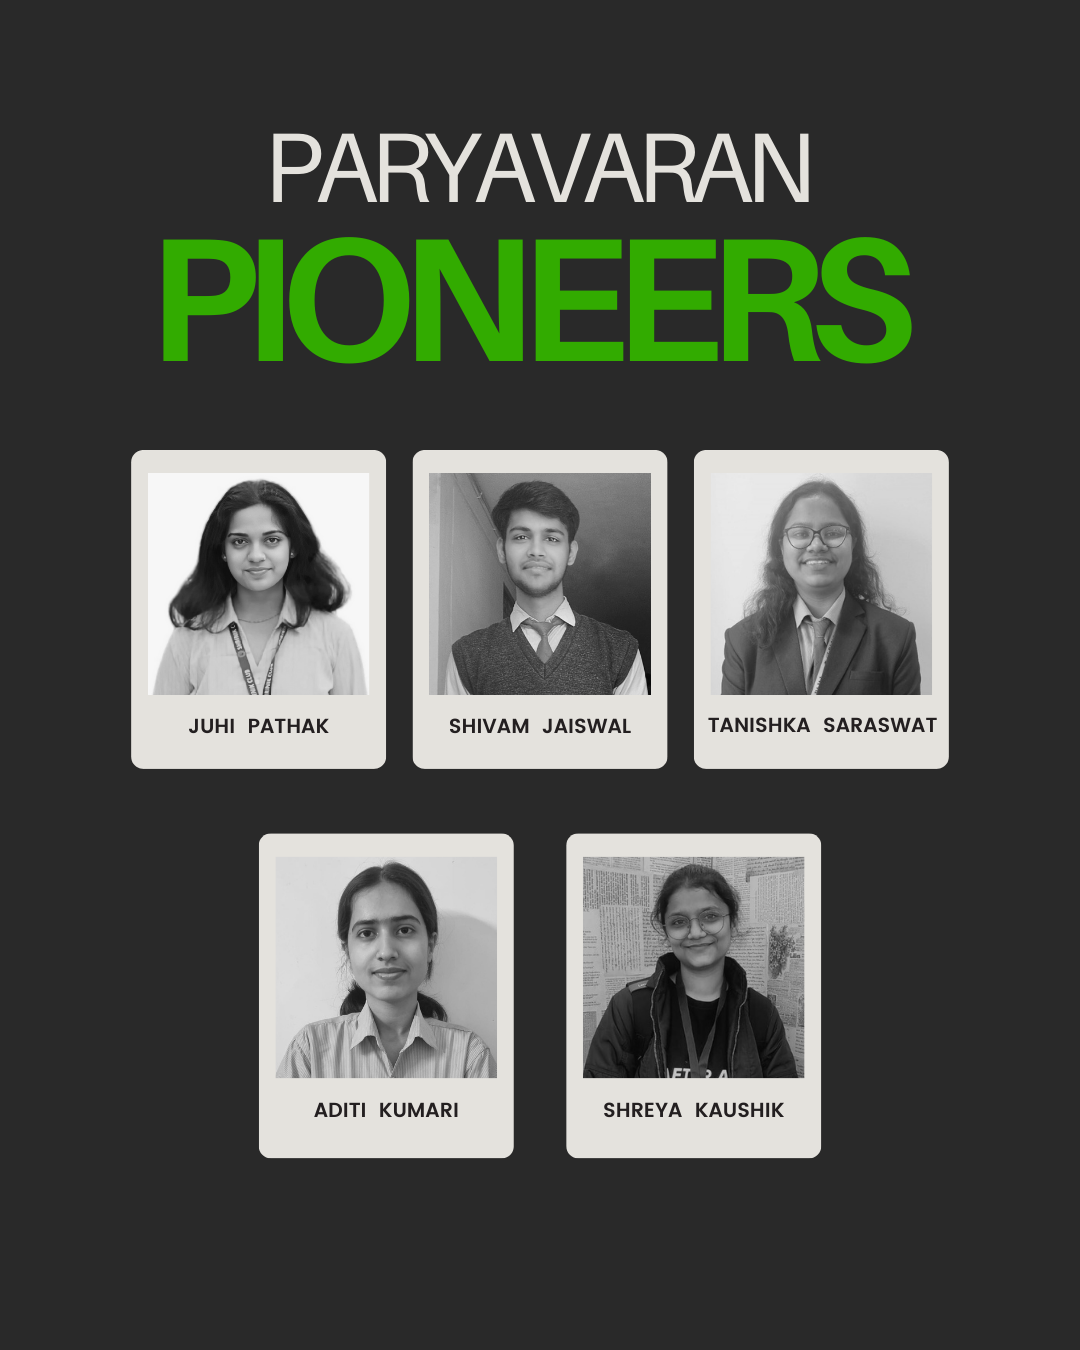 PARYAVARAN
PIONEERS
JUHI PATHAK
SHIVAM JAISWAL
TANISHKA SARASWAT
ADITI KUMARI
SHREYA KAUSHIK